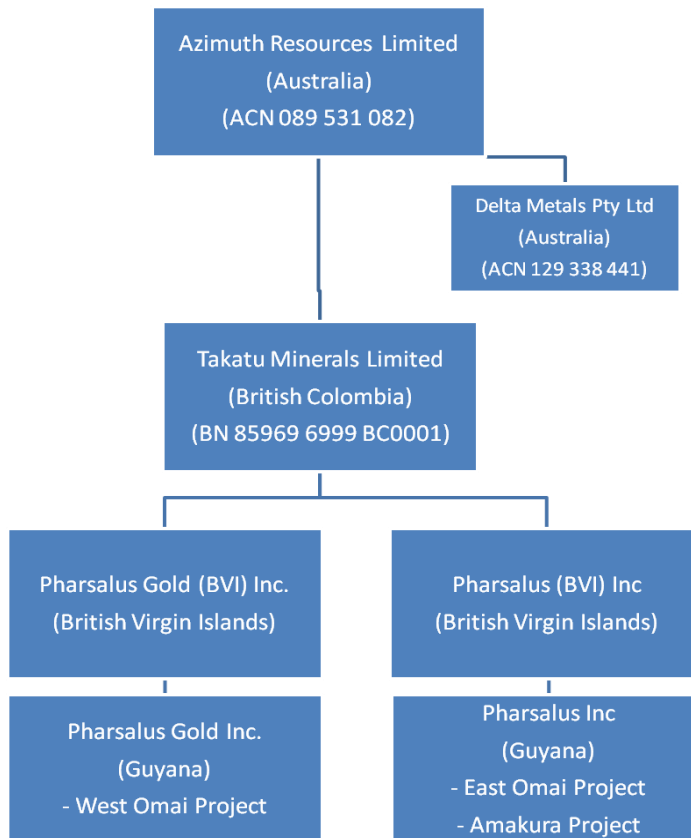 Azimuth Resources Limited
(Australia)
(ACN 089 531 082)
Delta Metals Pty Ltd
(Australia)
(ACN 129 338 441)
Takatu Minerals Limited
(British Colombia)
(BN 85969 6999 BC0001)
Pharsalus Gold (BVI) Inc.
(British Virgin Islands)
Pharsalus (BVI) Inc
(British Virgin Islands)
Pharsalus Gold Inc.
(Guyana)
- West Omai Project
Pharsalus Inc
(Guyana)
- East Omai Project
- Amakura Project